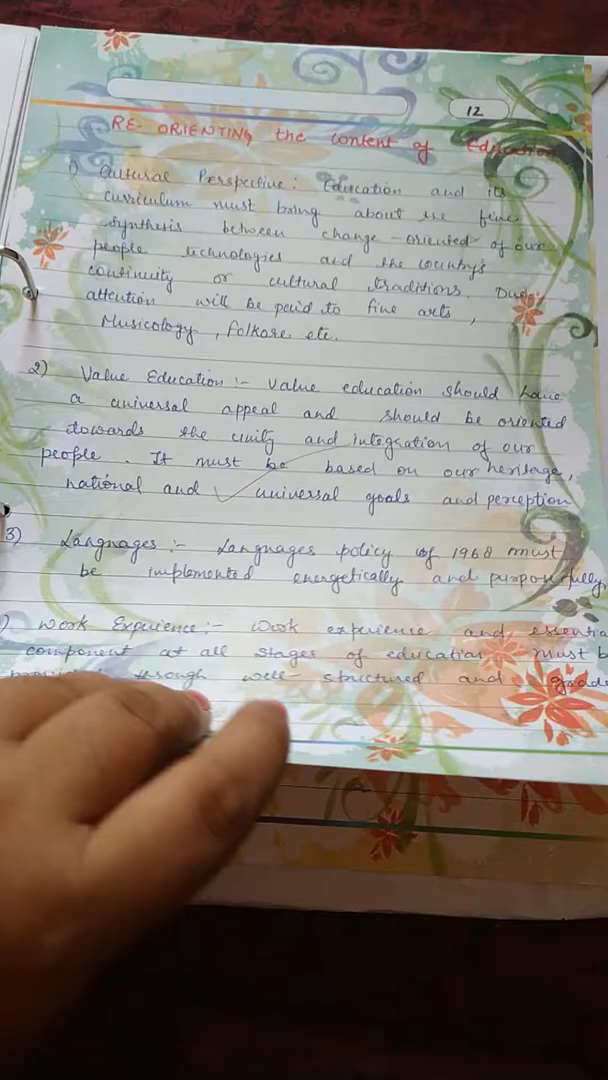 12
RE ORIENTING the content of Education
1) Cultural Perspective: Education and its
curriculum must bring about the fine
synthesis between change-oriented of our
people technologies and the country's
continuity or cultural traditions. Due
attention will be paid to fine arts,
Musicology, folkore etc.
2) Value Education:- Value education should have
a universal appeal and should be oriented
towards the unity and integration of our
people. It must be based on our heritage,
national and universal goals and perception
3) Languages:- Languages policy of 1968 must
be implemented energetically and purposefully
) Work Experience:- Work experience and essentia
component at all stages of education must b
through well-structured and